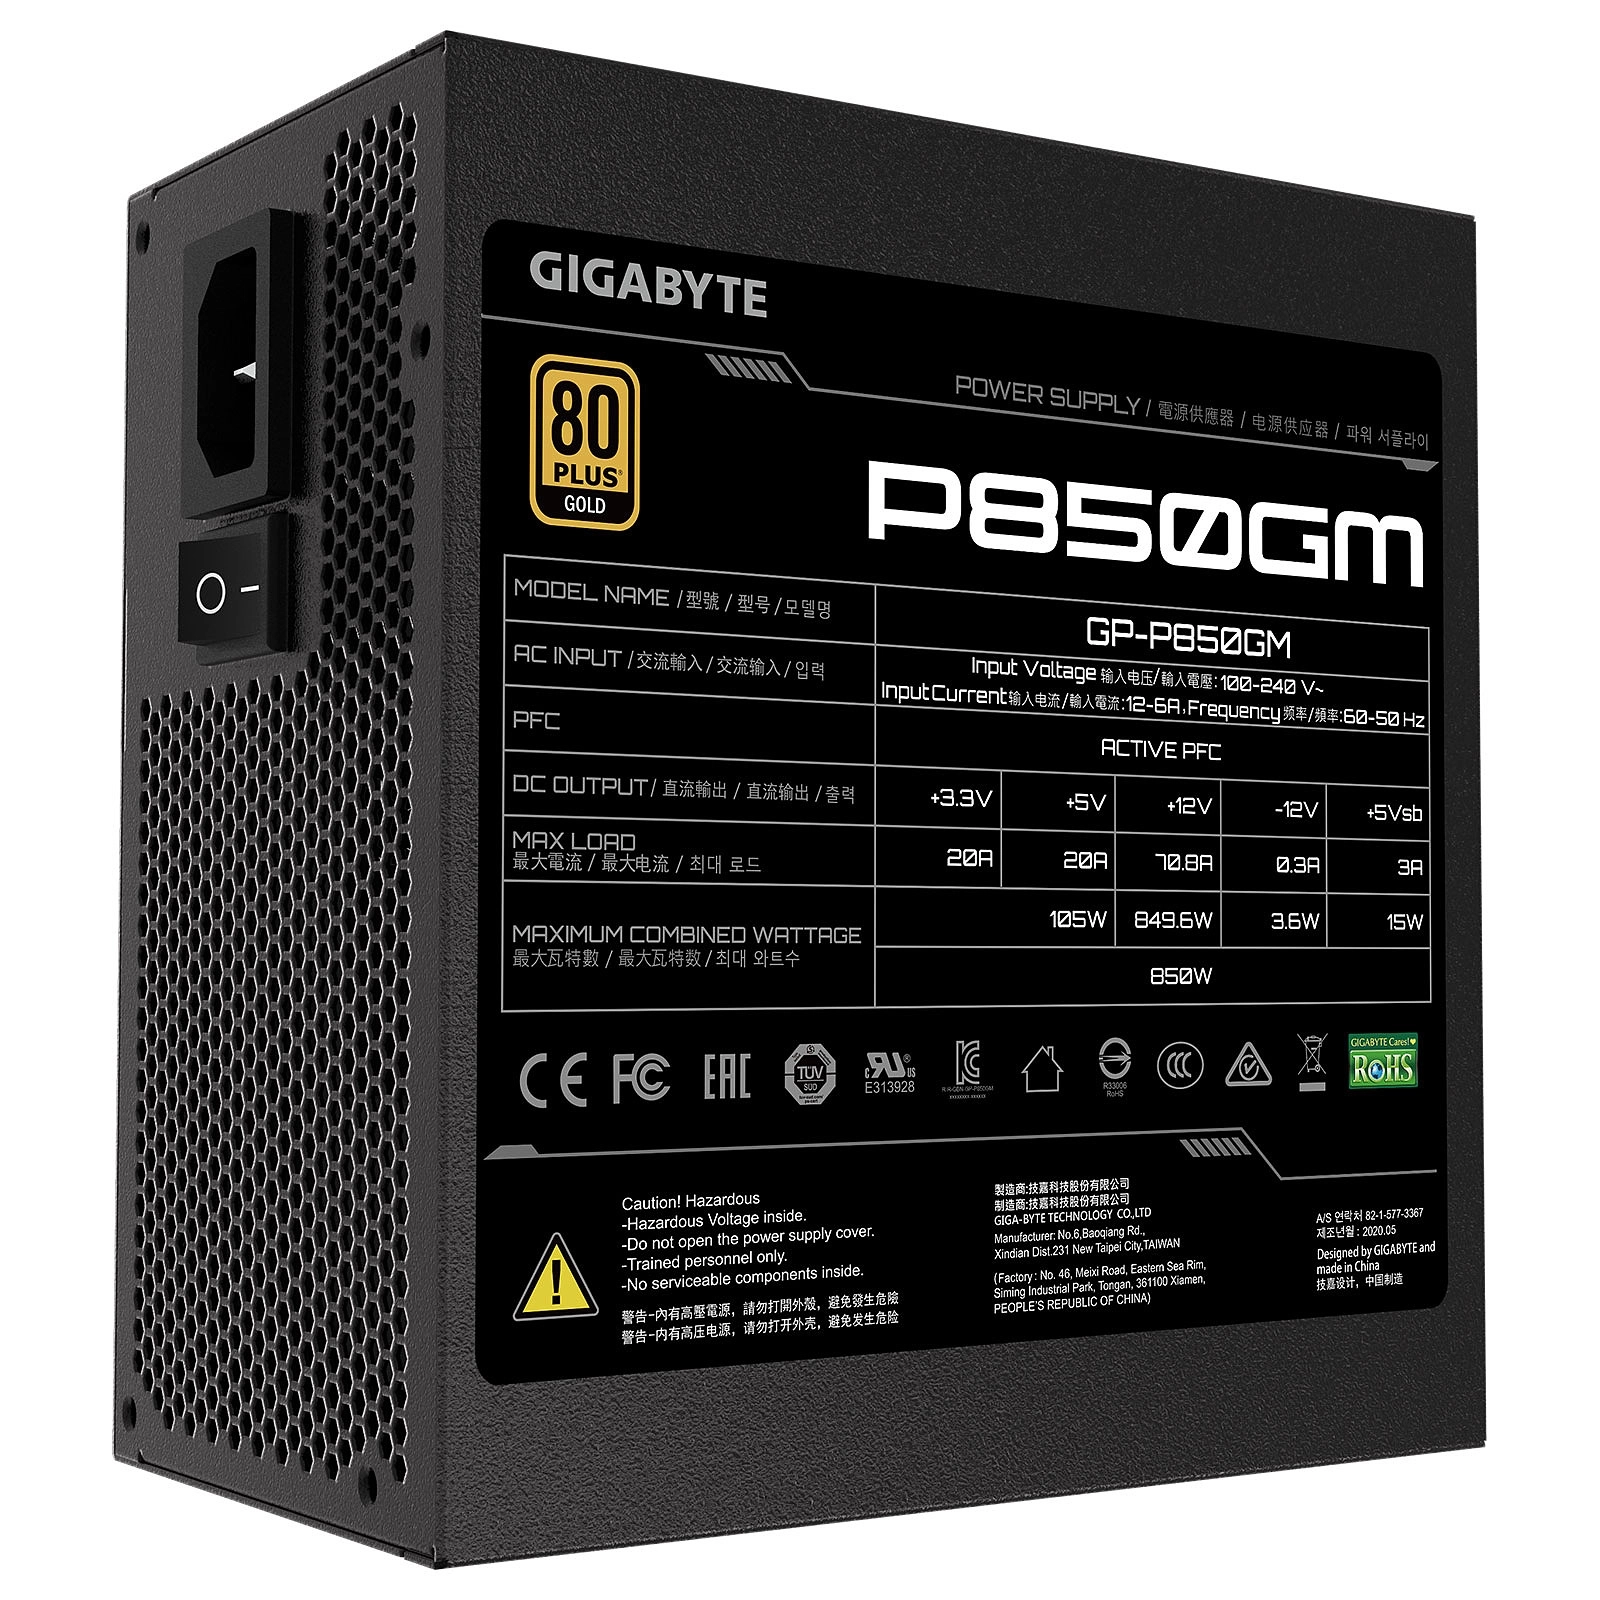 GIGABYTE
80
PLUS®
GOLD
POWER SUPPLY / 電源供應器 / 电源供应器 / 파워 서플라이
P850GM
MODEL NAME / 型號 / 型号 / 모델명
GP-P850GM
AC INPUT / 交流輸入 / 交流输入 / 입력
Input Voltage 输入电压/輸入電壓: 100-240 V~
Input Current 输入电流/輸入電流: 12-6A, Frequency 频率/頻率: 60-50 Hz
PFC
ACTIVE PFC
DC OUTPUT / 直流輸出 / 直流输出 / 출력
+3.3V +5V +12V -12V +5Vsb
MAX LOAD
最大電流 / 最大电流 / 최대 로드
20A 20A 70.8A 0.3A 3A
MAXIMUM COMBINED WATTAGE
最大瓦特數 / 最大瓦特数 / 최대 와트수
105W 849.6W 3.6W 15W
850W
CE FC EAC
TÜV
SUD
c RU us
E313928
R33006
RoHS
CCC
GIGABYTE Cares!
RoHS
Caution! Hazardous
-Hazardous Voltage inside.
-Do not open the power supply cover.
-Trained personnel only.
-No serviceable components inside.
警告-內有高壓電源，請勿打開外殼，避免發生危險
警告-内有高压电源，请勿打开外壳，避免发生危险
製造商:技嘉科技股份有限公司
制造商:技嘉科技股份有限公司
GIGA-BYTE TECHNOLOGY CO.,LTD
Manufacturer: No.6,Baoqiang Rd.,
Xindian Dist.231 New Taipei City,TAIWAN
(Factory : No. 46, Meixi Road, Eastern Sea Rim,
Siming Industrial Park, Tongan, 361100 Xiamen,
PEOPLE'S REPUBLIC OF CHINA)
A/S 연락처 82-1-577-3367
제조년월 : 2020.05
Designed by GIGABYTE and
made in China
技嘉设计，中国制造